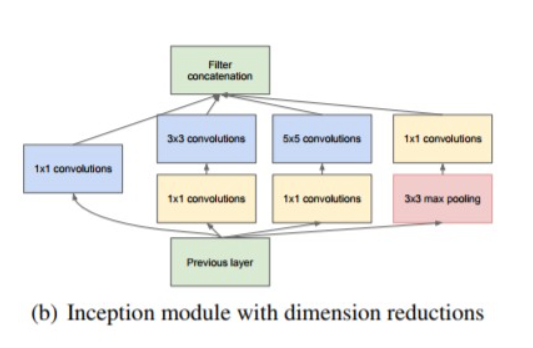 Filter
concatenation
3x3 convolutions
5x5 convolutions
1x1 convolutions
1x1 convolutions
1x1 convolutions
1x1 convolutions
3x3 max pooling
Previous layer
(b) Inception module with dimension reductions